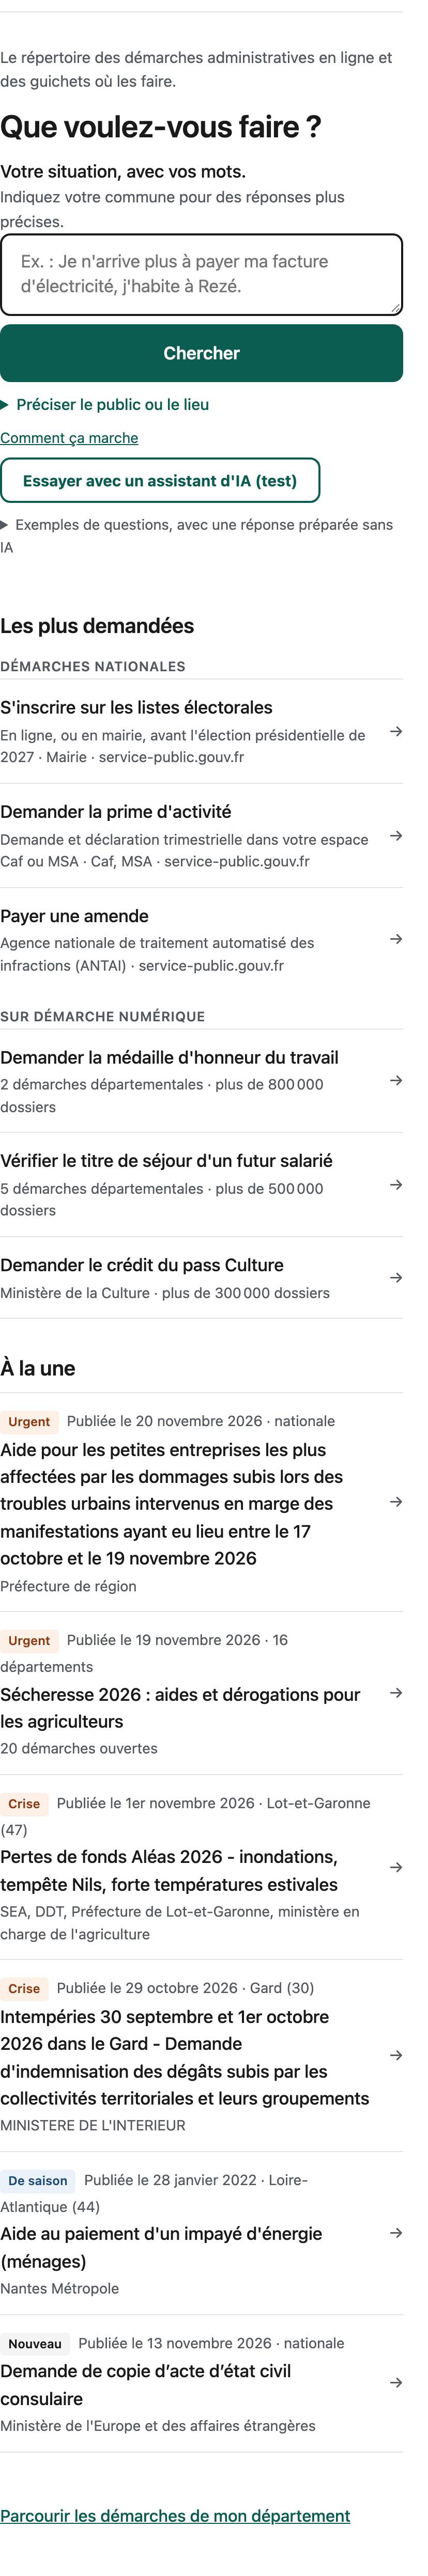 Le répertoire des démarches administratives en ligne et
des guichets où les faire.
Que voulez-vous faire ?
Votre situation, avec vos mots.
Indiquez votre commune pour des réponses plus
précises.
Ex. : Je n'arrive plus à payer ma facture
d'électricité, j'habite à Rezé.
Chercher
▶ Préciser le public ou le lieu
Comment ça marche
Essayer avec un assistant d'IA (test)
▶ Exemples de questions, avec une réponse préparée sans
IA
Les plus demandées
DÉMARCHES NATIONALES
S'inscrire sur les listes électorales
En ligne, ou en mairie, avant l'élection présidentielle de
2027 · Mairie · service-public.gouv.fr
→
Demander la prime d'activité
Demande et déclaration trimestrielle dans votre espace
Caf ou MSA · Caf, MSA · service-public.gouv.fr
→
Payer une amende
Agence nationale de traitement automatisé des
infractions (ANTAI) · service-public.gouv.fr
→
SUR DÉMARCHE NUMÉRIQUE
Demander la médaille d'honneur du travail
2 démarches départementales · plus de 800 000
dossiers
→
Vérifier le titre de séjour d'un futur salarié
5 démarches départementales · plus de 500 000
dossiers
→
Demander le crédit du pass Culture
Ministère de la Culture · plus de 300 000 dossiers
→
À la une
Urgent Publiée le 20 novembre 2026 · nationale
Aide pour les petites entreprises les plus
affectées par les dommages subis lors des
troubles urbains intervenus en marge des
manifestations ayant eu lieu entre le 17
octobre et le 19 novembre 2026
Préfecture de région
→
Urgent Publiée le 19 novembre 2026 · 16
départements
Sécheresse 2026 : aides et dérogations pour
les agriculteurs
20 démarches ouvertes
→
Crise Publiée le 1er novembre 2026 · Lot-et-Garonne
(47)
Pertes de fonds Aléas 2026 - inondations,
tempête Nils, forte températures estivales
SEA, DDT, Préfecture de Lot-et-Garonne, ministère en
charge de l'agriculture
→
Crise Publiée le 29 octobre 2026 · Gard (30)
Intempéries 30 septembre et 1er octobre
2026 dans le Gard - Demande
d'indemnisation des dégâts subis par les
collectivités territoriales et leurs groupements
MINISTERE DE L'INTERIEUR
→
De saison Publiée le 28 janvier 2022 · Loire-
Atlantique (44)
Aide au paiement d'un impayé d'énergie
(ménages)
Nantes Métropole
→
Nouveau Publiée le 13 novembre 2026 · nationale
Demande de copie d’acte d’état civil
consulaire
Ministère de l'Europe et des affaires étrangères
→
Parcourir les démarches de mon département